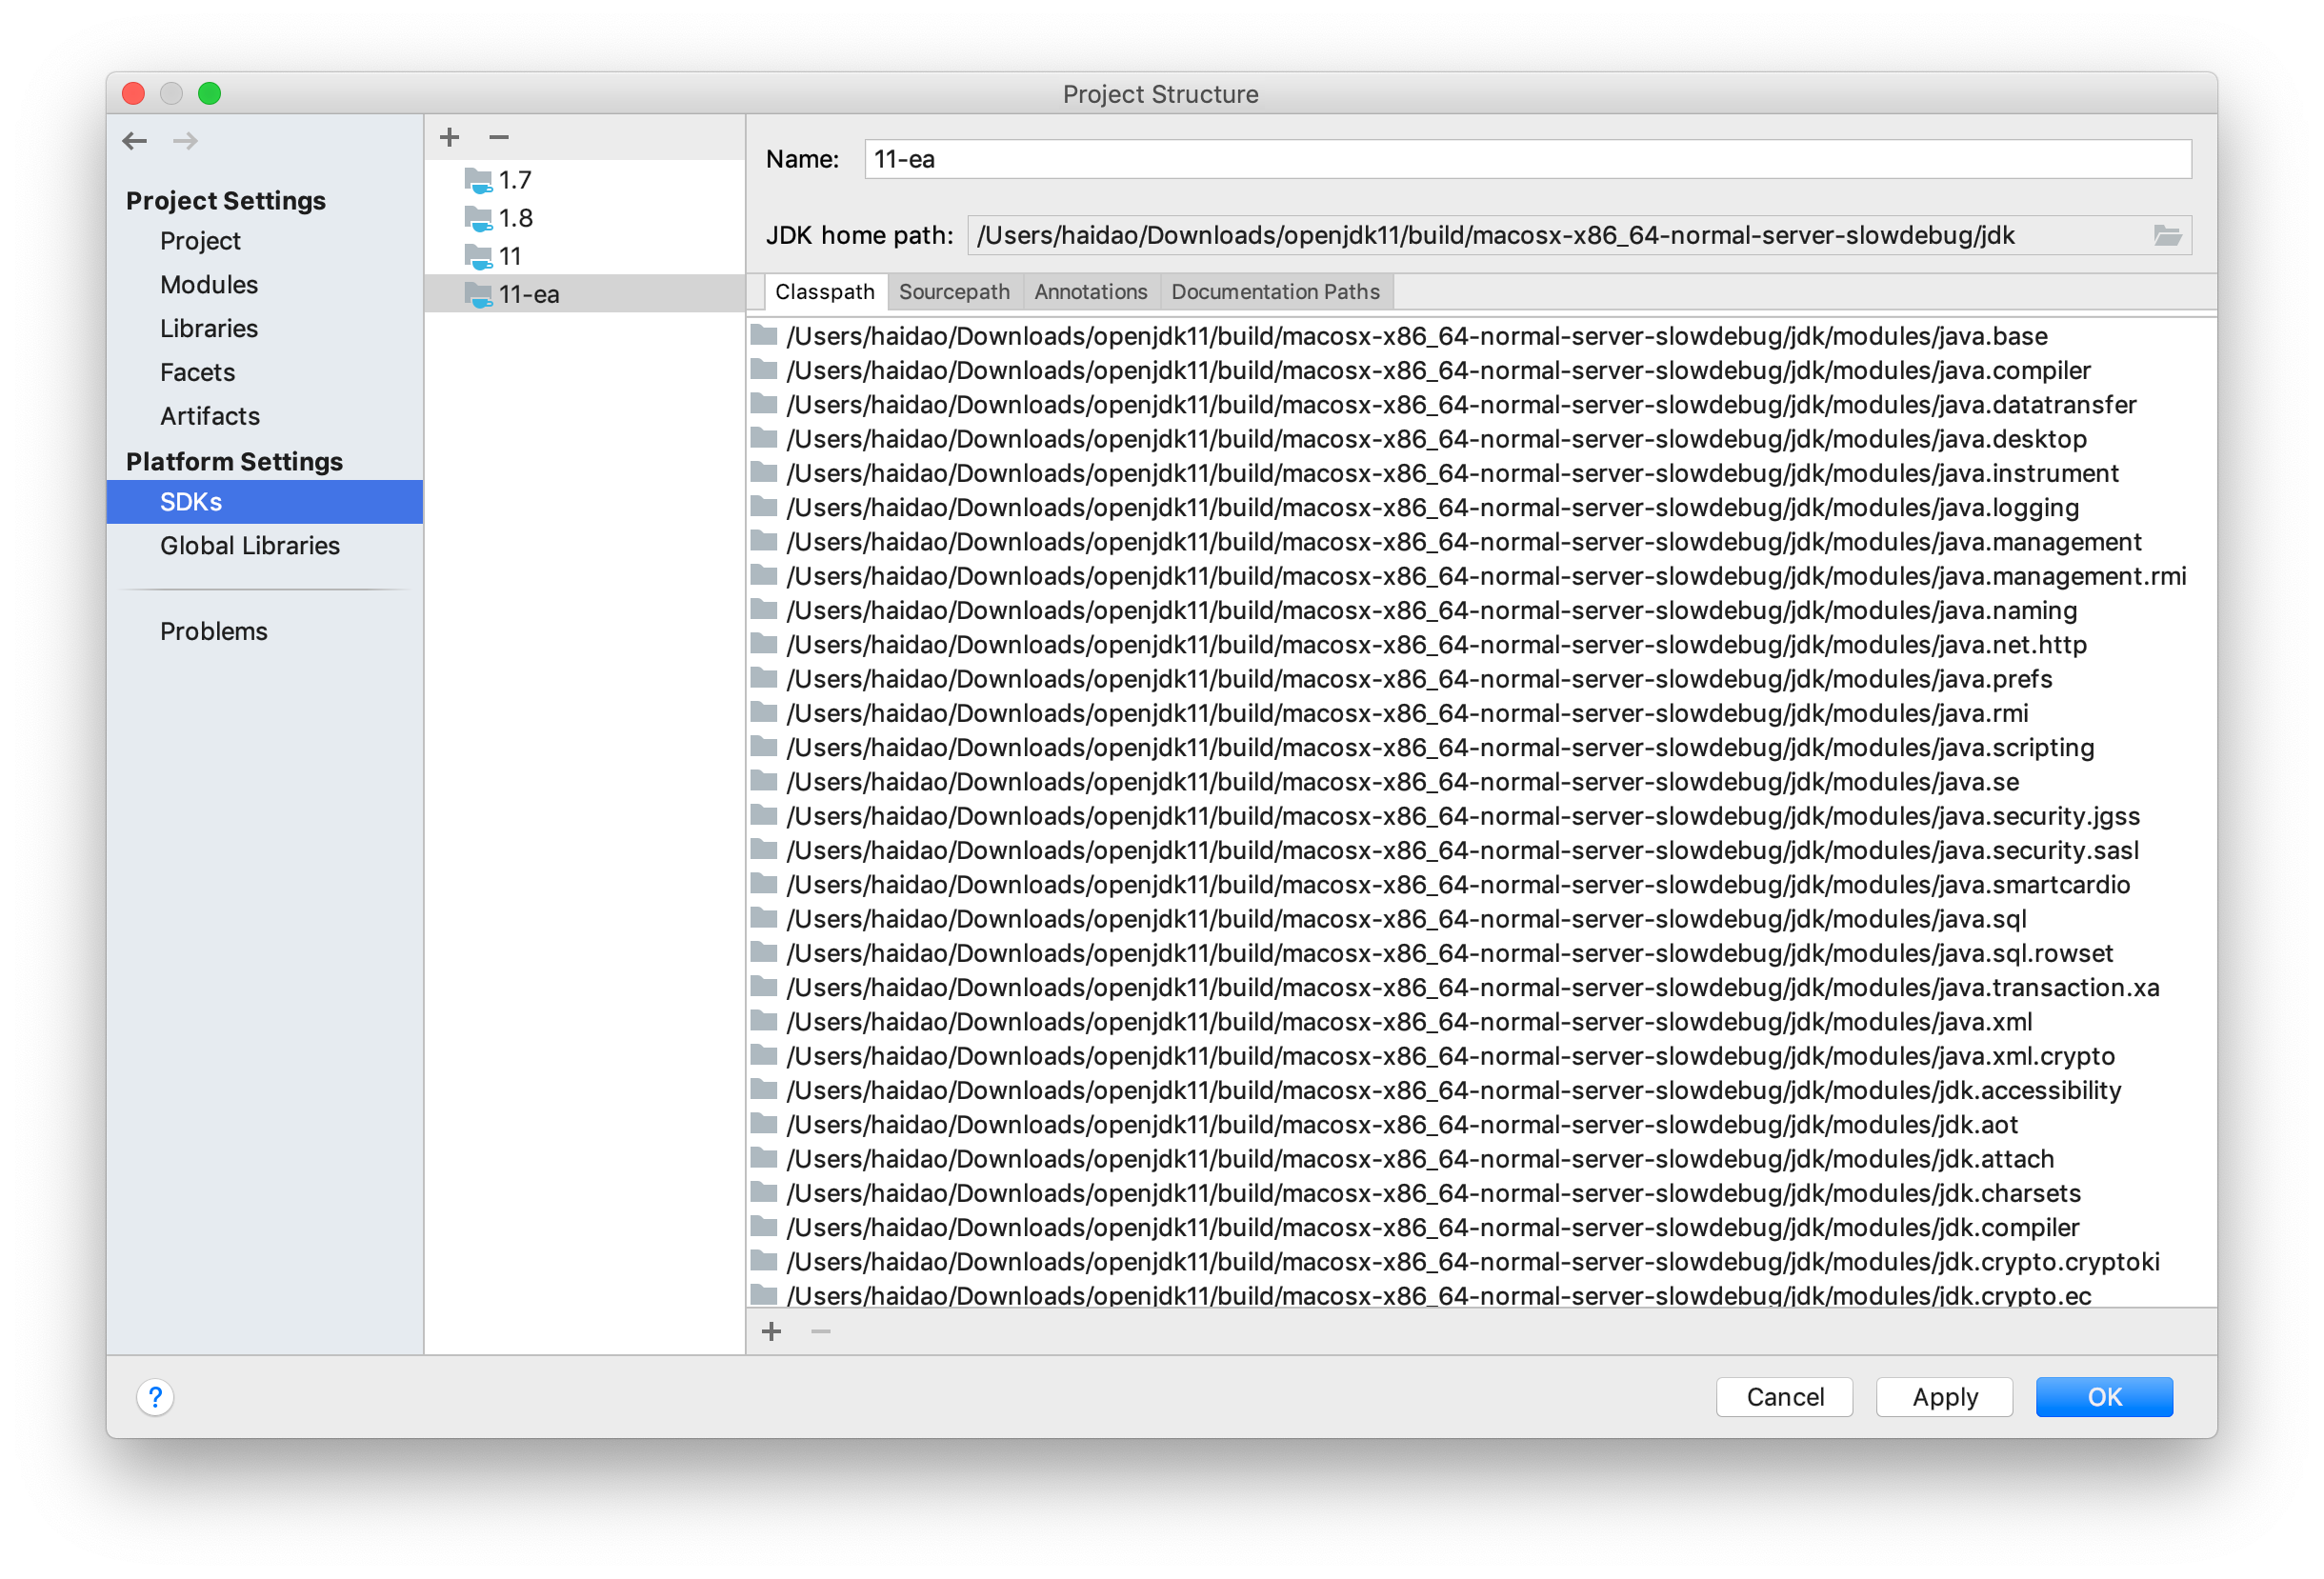 Project Structure
Project Settings
Project
Modules
Libraries
Facets
Artifacts
Platform Settings
SDKs
Global Libraries
Problems
1.7
1.8
11
11-ea
Name: 11-ea
JDK home path: /Users/haidao/Downloads/openjdk11/build/macosx-x86_64-normal-server-slowdebug/jdk
Classpath Sourcepath Annotations Documentation Paths
/Users/haidao/Downloads/openjdk11/build/macosx-x86_64-normal-server-slowdebug/jdk/modules/java.base
/Users/haidao/Downloads/openjdk11/build/macosx-x86_64-normal-server-slowdebug/jdk/modules/java.compiler
/Users/haidao/Downloads/openjdk11/build/macosx-x86_64-normal-server-slowdebug/jdk/modules/java.datatransfer
/Users/haidao/Downloads/openjdk11/build/macosx-x86_64-normal-server-slowdebug/jdk/modules/java.desktop
/Users/haidao/Downloads/openjdk11/build/macosx-x86_64-normal-server-slowdebug/jdk/modules/java.instrument
/Users/haidao/Downloads/openjdk11/build/macosx-x86_64-normal-server-slowdebug/jdk/modules/java.logging
/Users/haidao/Downloads/openjdk11/build/macosx-x86_64-normal-server-slowdebug/jdk/modules/java.management
/Users/haidao/Downloads/openjdk11/build/macosx-x86_64-normal-server-slowdebug/jdk/modules/java.management.rmi
/Users/haidao/Downloads/openjdk11/build/macosx-x86_64-normal-server-slowdebug/jdk/modules/java.naming
/Users/haidao/Downloads/openjdk11/build/macosx-x86_64-normal-server-slowdebug/jdk/modules/java.net.http
/Users/haidao/Downloads/openjdk11/build/macosx-x86_64-normal-server-slowdebug/jdk/modules/java.prefs
/Users/haidao/Downloads/openjdk11/build/macosx-x86_64-normal-server-slowdebug/jdk/modules/java.rmi
/Users/haidao/Downloads/openjdk11/build/macosx-x86_64-normal-server-slowdebug/jdk/modules/java.scripting
/Users/haidao/Downloads/openjdk11/build/macosx-x86_64-normal-server-slowdebug/jdk/modules/java.se
/Users/haidao/Downloads/openjdk11/build/macosx-x86_64-normal-server-slowdebug/jdk/modules/java.security.jgss
/Users/haidao/Downloads/openjdk11/build/macosx-x86_64-normal-server-slowdebug/jdk/modules/java.security.sasl
/Users/haidao/Downloads/openjdk11/build/macosx-x86_64-normal-server-slowdebug/jdk/modules/java.smartcardio
/Users/haidao/Downloads/openjdk11/build/macosx-x86_64-normal-server-slowdebug/jdk/modules/java.sql
/Users/haidao/Downloads/openjdk11/build/macosx-x86_64-normal-server-slowdebug/jdk/modules/java.sql.rowset
/Users/haidao/Downloads/openjdk11/build/macosx-x86_64-normal-server-slowdebug/jdk/modules/java.transaction.xa
/Users/haidao/Downloads/openjdk11/build/macosx-x86_64-normal-server-slowdebug/jdk/modules/java.xml
/Users/haidao/Downloads/openjdk11/build/macosx-x86_64-normal-server-slowdebug/jdk/modules/java.xml.crypto
/Users/haidao/Downloads/openjdk11/build/macosx-x86_64-normal-server-slowdebug/jdk/modules/jdk.accessibility
/Users/haidao/Downloads/openjdk11/build/macosx-x86_64-normal-server-slowdebug/jdk/modules/jdk.aot
/Users/haidao/Downloads/openjdk11/build/macosx-x86_64-normal-server-slowdebug/jdk/modules/jdk.attach
/Users/haidao/Downloads/openjdk11/build/macosx-x86_64-normal-server-slowdebug/jdk/modules/jdk.charsets
/Users/haidao/Downloads/openjdk11/build/macosx-x86_64-normal-server-slowdebug/jdk/modules/jdk.compiler
/Users/haidao/Downloads/openjdk11/build/macosx-x86_64-normal-server-slowdebug/jdk/modules/jdk.crypto.cryptoki
/Users/haidao/Downloads/openjdk11/build/macosx-x86_64-normal-server-slowdebug/jdk/modules/jdk.crypto.ec
? Cancel Apply OK